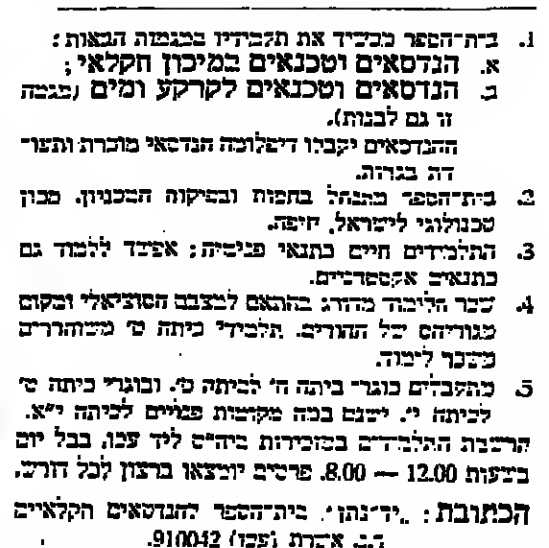 1. בית־הספר מכשיר את תלמידיו במגמות הבאות:
א. הנדסאים וטכנאים במיכון חקלאי;
ב. הנדסאים וטכנאים לקרקע ומים (מגמה
זו גם לבנות).
ההנדסאים יקבלו דיפלומה הנדסאי מוכרת ותעו־
דת בגרות.
2. בית־הספר מתנהל בחסות ובפיקוח הטכניון, מכון
טכנולוגי לישראל, חיפה.
3. התלמידים חיים בתנאי פנימיה; אפשר ללמוד גם
בתנאים אקסטרניים.
4. שכר הלימוד מדורג בהתאם למצבם הסוציאלי ומקום
מגוריהם של ההורים. תלמידי כיתה ט׳ משוחררים
משכר לימוד.
5. מתקבלים בוגרי כיתה ח׳ לכיתה ט׳. ובוגרי כיתה ט׳
לכיתה י׳. ישנם כמה מקומות פנויים לכיתה י״א.
הרשמת התלמידים במזכירות ביה״ס ליד עכו, בכל יום
בשעות 12.00 — 8.00. פרטים יומצאו ברצון לכל דורש.
הכתובת: ״יד־נתן״. בית־הספר להנדסאים חקלאיים
ד.נ. אשרת (עכו) 910042.